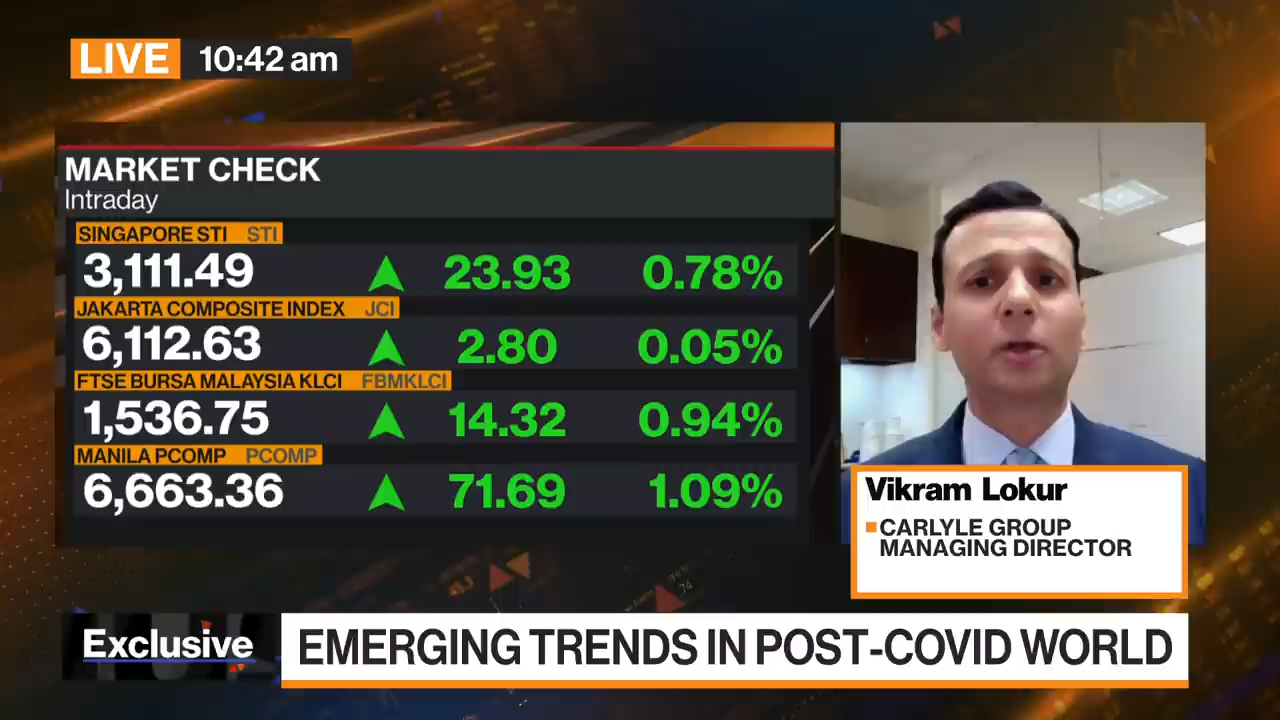 LIVE 10:42 am
MARKET CHECK
Intraday
SINGAPORE STI STI
3,111.49 23.93 0.78%
JAKARTA COMPOSITE INDEX JCI
6,112.63 2.80 0.05%
FTSE BURSA MALAYSIA KLCI FBMKLCI
1,536.75 14.32 0.94%
MANILA PCOMP PCOMP
6,663.36 71.69 1.09%
Vikram Lokur
CARLYLE GROUP
MANAGING DIRECTOR
74
Exclusive EMERGING TRENDS IN POST-COVID WORLD